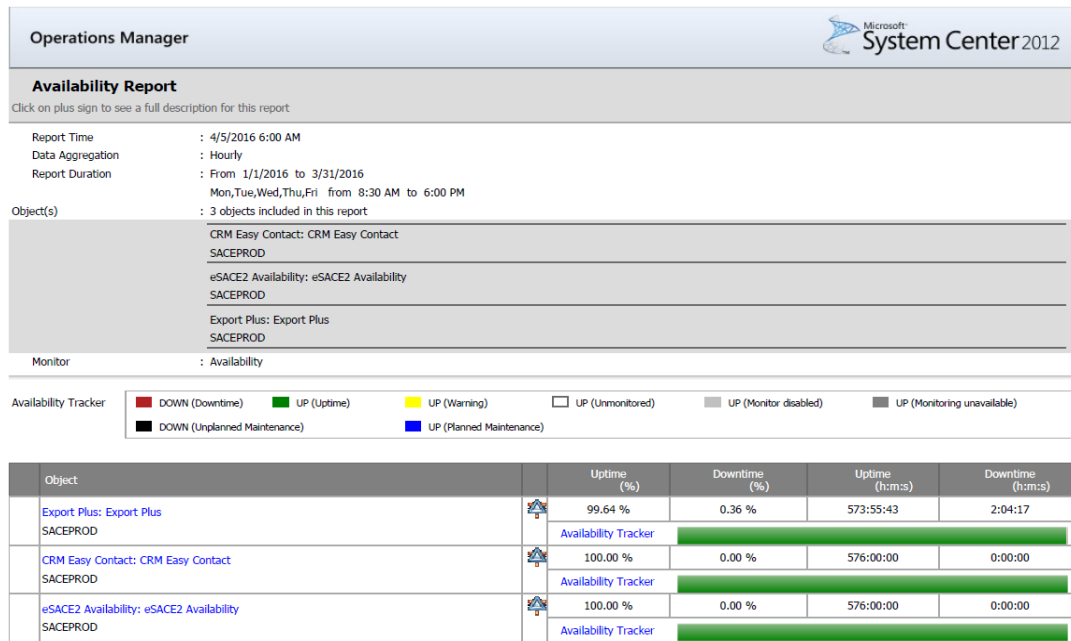 Operations Manager
Microsoft
System Center 2012
Availability Report
Click on plus sign to see a full description for this report
Report Time : 4/5/2016 6:00 AM
Data Aggregation : Hourly
Report Duration : From 1/1/2016 to 3/31/2016
Mon,Tue,Wed,Thu,Fri from 8:30 AM to 6:00 PM
Object(s) : 3 objects included in this report
CRM Easy Contact: CRM Easy Contact
SACEPROD
eSACE2 Availability: eSACE2 Availability
SACEPROD
Export Plus: Export Plus
SACEPROD
Monitor : Availability
Availability Tracker DOWN (Downtime) UP (Uptime) UP (Warning) UP (Unmonitored) UP (Monitor disabled) UP (Monitoring unavailable)
DOWN (Unplanned Maintenance) UP (Planned Maintenance)
Object Uptime (%) Downtime (%) Uptime (h:m:s) Downtime (h:m:s)
Export Plus: Export Plus 99.64 % 0.36 % 573:55:43 2:04:17
SACEPROD Availability Tracker
CRM Easy Contact: CRM Easy Contact 100.00 % 0.00 % 576:00:00 0:00:00
SACEPROD Availability Tracker
eSACE2 Availability: eSACE2 Availability 100.00 % 0.00 % 576:00:00 0:00:00
SACEPROD Availability Tracker